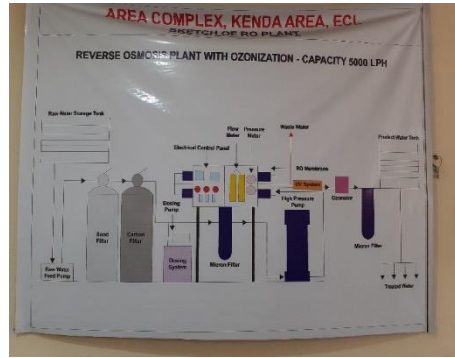 AREA COMPLEX, KENDA AREA, ECL
SKETCH OF RO PLANT
REVERSE OSMOSIS PLANT WITH OZONIZATION - CAPACITY 5000 LPH
Raw Water Storage Tank
Flow Meter
Pressure Meter
Waste Water
Product Water Tank
Electrical Control Panel
RO Membrane
UV System
Dosing Pump
High Pressure Pump
Ozonator
Sand Filter
Carbon Filter
Micron Filter
Raw Water Feed Pump
Dosing System
Micron Filter
Treated Water